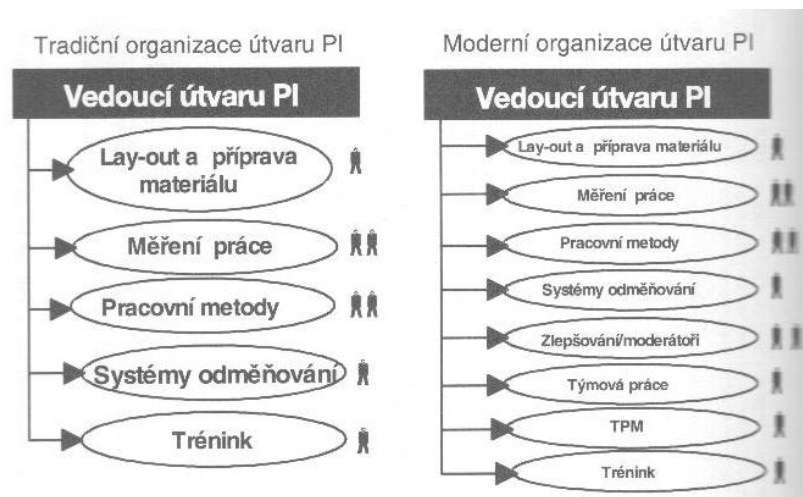 Tradiční organizace útvaru PI
Vedoucí útvaru PI
Lay-out a příprava
materiálu
Měření práce
Pracovní metody
Systémy odměňování
Trénink
Moderní organizace útvaru PI
Vedoucí útvaru PI
Lay-out a příprava materiálu
Měření práce
Pracovní metody
Systémy odměňování
Zlepšování/moderátoři
Týmová práce
TPM
Trénink